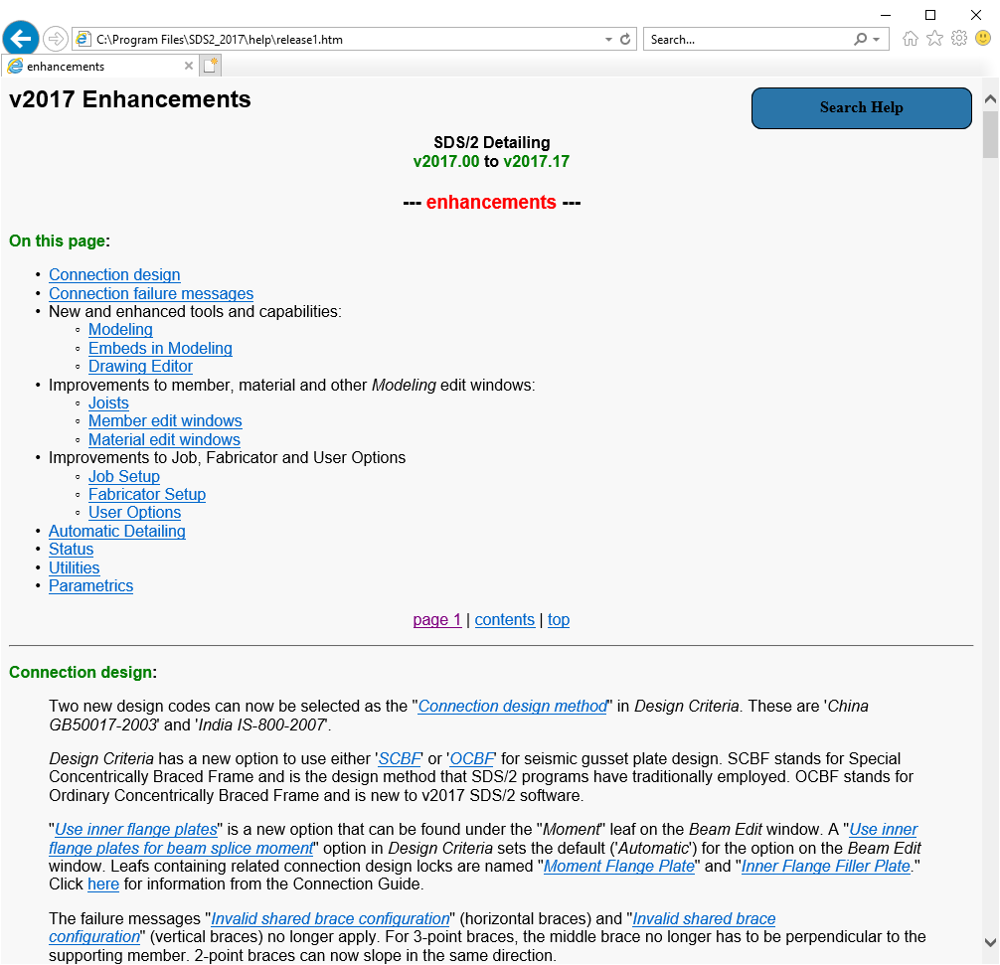 C:\Program Files\SDS2_2017\help\release1.htm
Search...
enhancements
v2017 Enhancements
Search Help
SDS/2 Detailing
v2017.00 to v2017.17
--- enhancements ---
On this page:
• Connection design
• Connection failure messages
• New and enhanced tools and capabilities:
◦ Modeling
◦ Embeds in Modeling
◦ Drawing Editor
• Improvements to member, material and other Modeling edit windows:
◦ Joists
◦ Member edit windows
◦ Material edit windows
• Improvements to Job, Fabricator and User Options
◦ Job Setup
◦ Fabricator Setup
◦ User Options
• Automatic Detailing
• Status
• Utilities
• Parametrics
page 1 | contents | top
Connection design:
Two new design codes can now be selected as the "Connection design method" in Design Criteria. These are 'China
GB50017-2003' and 'India IS-800-2007'.
Design Criteria has a new option to use either 'SCBF' or 'OCBF' for seismic gusset plate design. SCBF stands for Special
Concentrically Braced Frame and is the design method that SDS/2 programs have traditionally employed. OCBF stands for
Ordinary Concentrically Braced Frame and is new to v2017 SDS/2 software.
"Use inner flange plates" is a new option that can be found under the "Moment" leaf on the Beam Edit window. A "Use inner
flange plates for beam splice moment" option in Design Criteria sets the default ('Automatic') for the option on the Beam Edit
window. Leafs containing related connection design locks are named "Moment Flange Plate" and "Inner Flange Filler Plate."
Click here for information from the Connection Guide.
The failure messages "Invalid shared brace configuration" (horizontal braces) and "Invalid shared brace
configuration" (vertical braces) no longer apply. For 3-point braces, the middle brace no longer has to be perpendicular to the
supporting member. 2-point braces can now slope in the same direction.